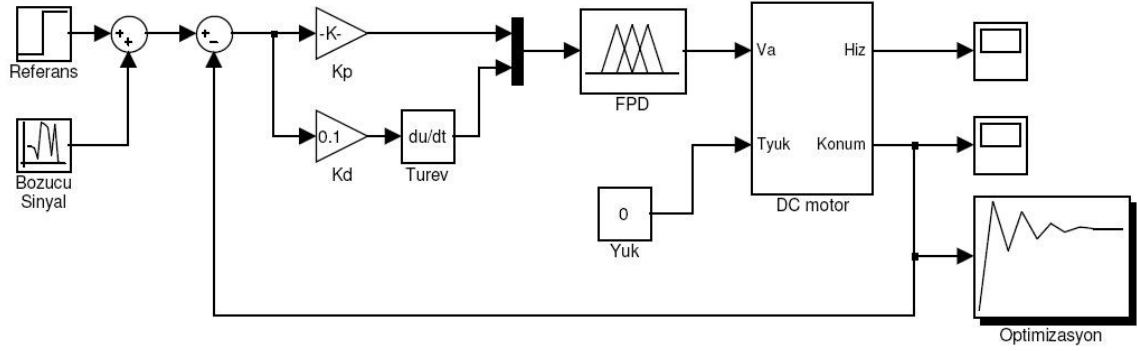 Referans
+
+
Bozucu
Sinyal
+
−
-K-
Kp
0.1
Kd
du/dt
Turev
FPD
0
Yuk
Va
Hiz
Tyuk
Konum
DC motor
Optimizasyon